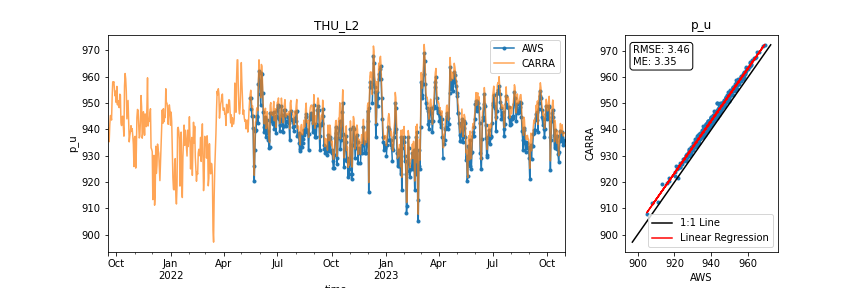 THU_L2
p_u
970
960
950
940
930
920
910
900
p_u
Oct
Jan
2022
Apr
Jul
Oct
Jan
2023
Apr
Jul
Oct
AWS
CARRA
p_u
970
960
950
940
930
920
910
900
CARRA
RMSE: 3.46
ME: 3.35
1:1 Line
Linear Regression
900
920
940
960
AWS